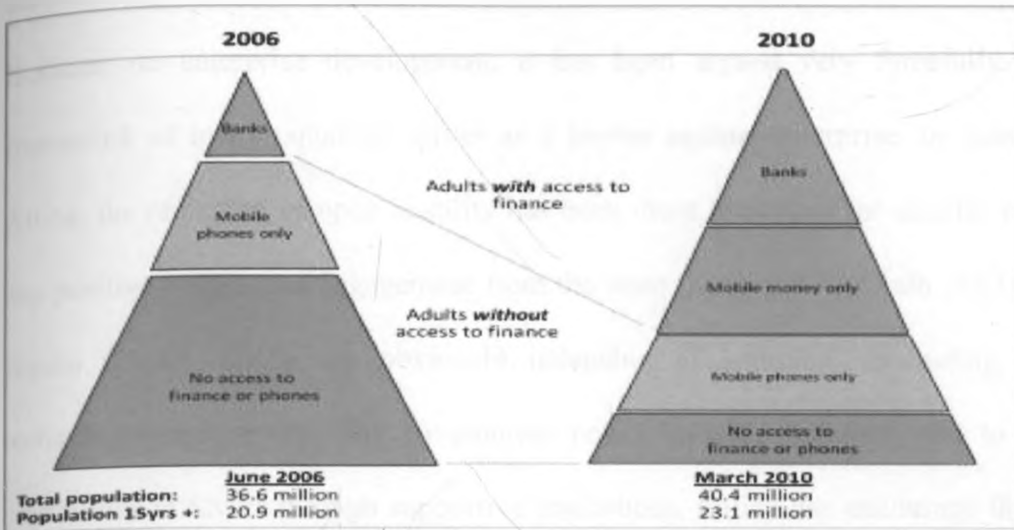 2006
2010
Banks
Mobile
phones only
No access to
finance or phones
Adults with access to
finance
Adults without
access to finance
Banks
Mobile money only
Mobile phones only
No access to
finance or phones
June 2006
March 2010
Total population: 36.6 million 40.4 million
Population 15yrs +: 20.9 million 23.1 million